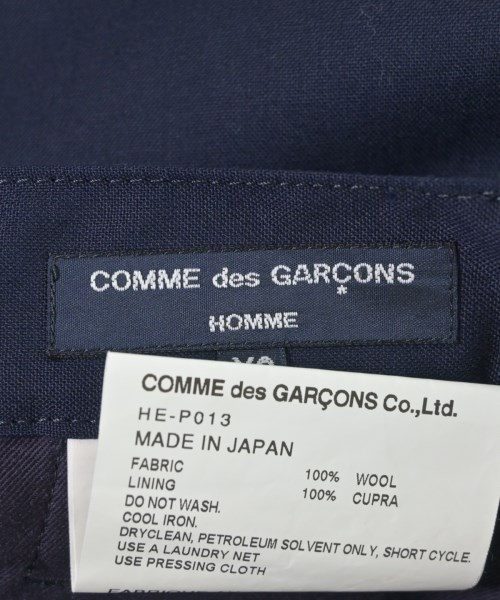 COMME des GARÇONS
HOMME
COMME des GARÇONS Co.,Ltd.
HE-P013
MADE IN JAPAN
FABRIC 100% WOOL
LINING 100% CUPRA
DO NOT WASH.
COOL IRON.
DRYCLEAN, PETROLEUM SOLVENT ONLY, SHORT CYCLE.
USE A LAUNDRY NET
USE PRESSING CLOTH